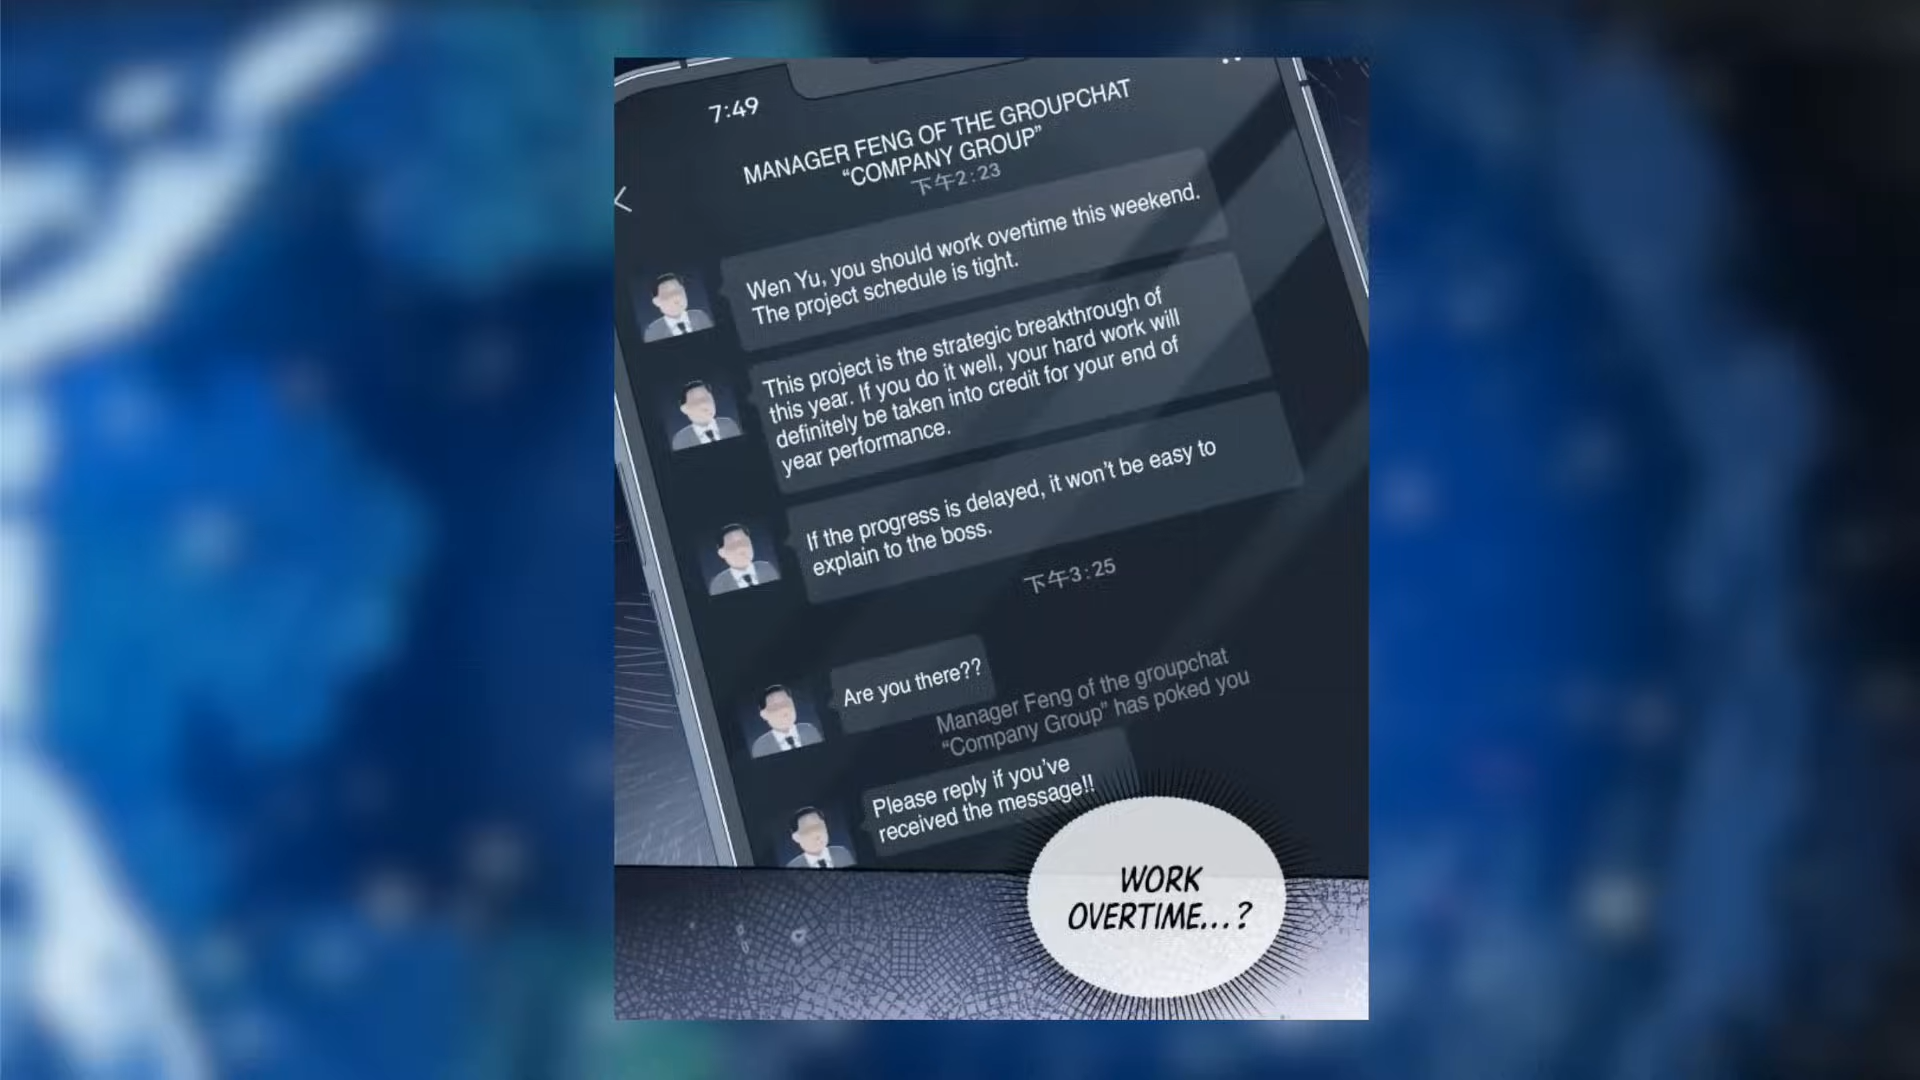 7:49
MANAGER FENG OF THE GROUPCHAT
“COMPANY GROUP”
下午2:23
Wen Yu, you should work overtime this weekend.
The project schedule is tight.
This project is the strategic breakthrough of
this year. If you do it well, your hard work will
definitely be taken into credit for your end of
year performance.
If the progress is delayed, it won’t be easy to
explain to the boss.
下午3:25
Are you there??
Manager Feng of the groupchat
“Company Group” has poked you
Please reply if you’ve
received the message!!
WORK
OVERTIME...?